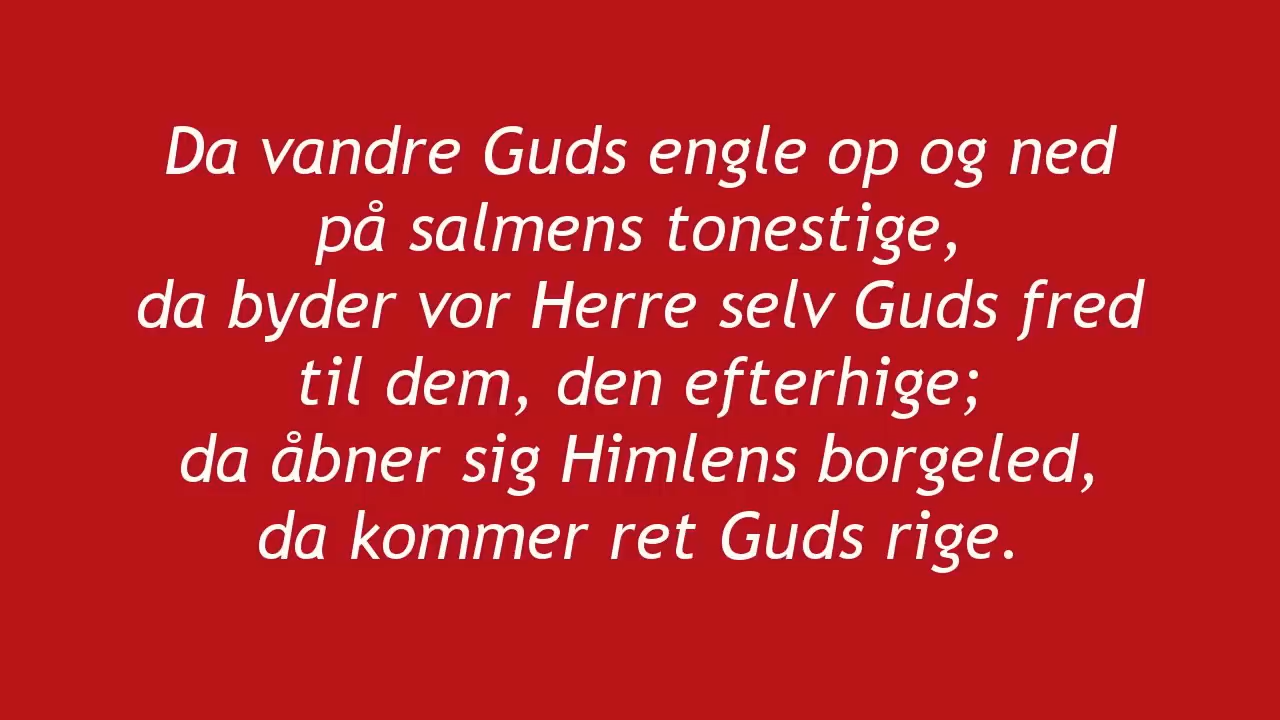 Da vandre Guds engle op og ned
på salmens tonestige,
da byder vor Herre selv Guds fred
til dem, den efterhige;
da åbner sig Himlens borgeled,
da kommer ret Guds rige.